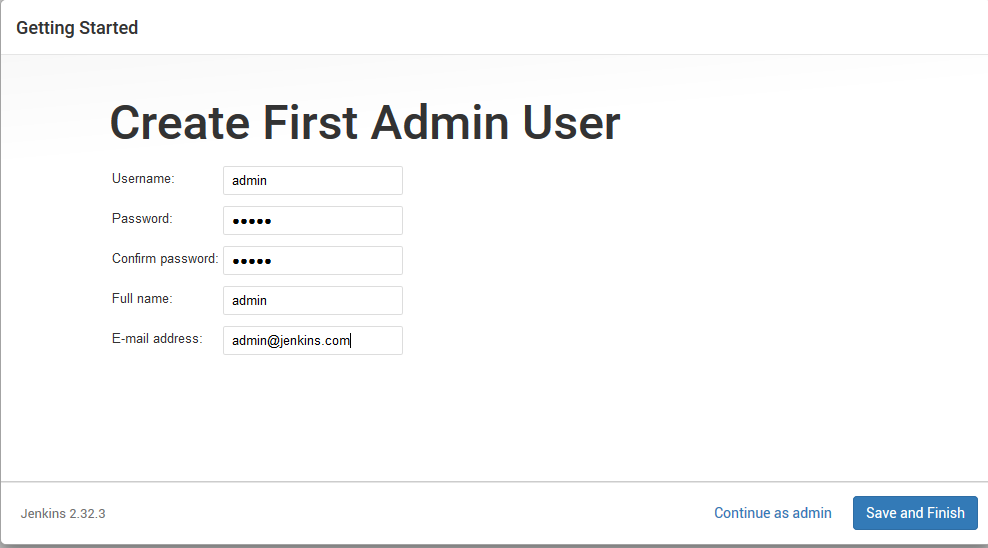 Getting Started
Create First Admin User
Username: admin
Password: •••••
Confirm password: •••••
Full name: admin
E-mail address: admin@jenkins.com
Jenkins 2.32.3 Continue as admin Save and Finish